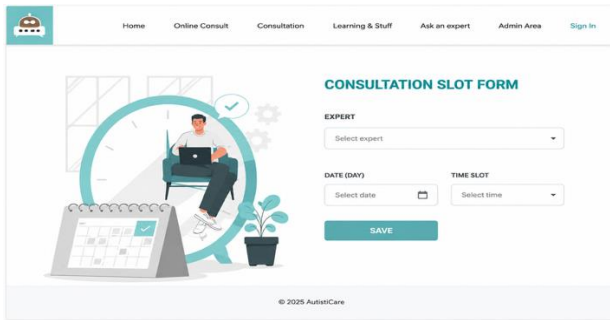 Home Online Consult Consultation Learning & Stuff Ask an expert Admin Area Sign In
CONSULTATION SLOT FORM
EXPERT
Select expert
DATE (DAY) TIME SLOT
Select date Select time
SAVE
© 2025 AutistiCare